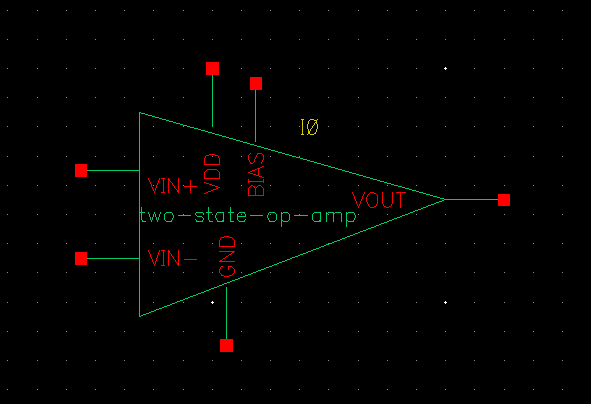 I0
VDD
BIAS
VIN+
VOUT
two-state-op-amp
VIN-
GND